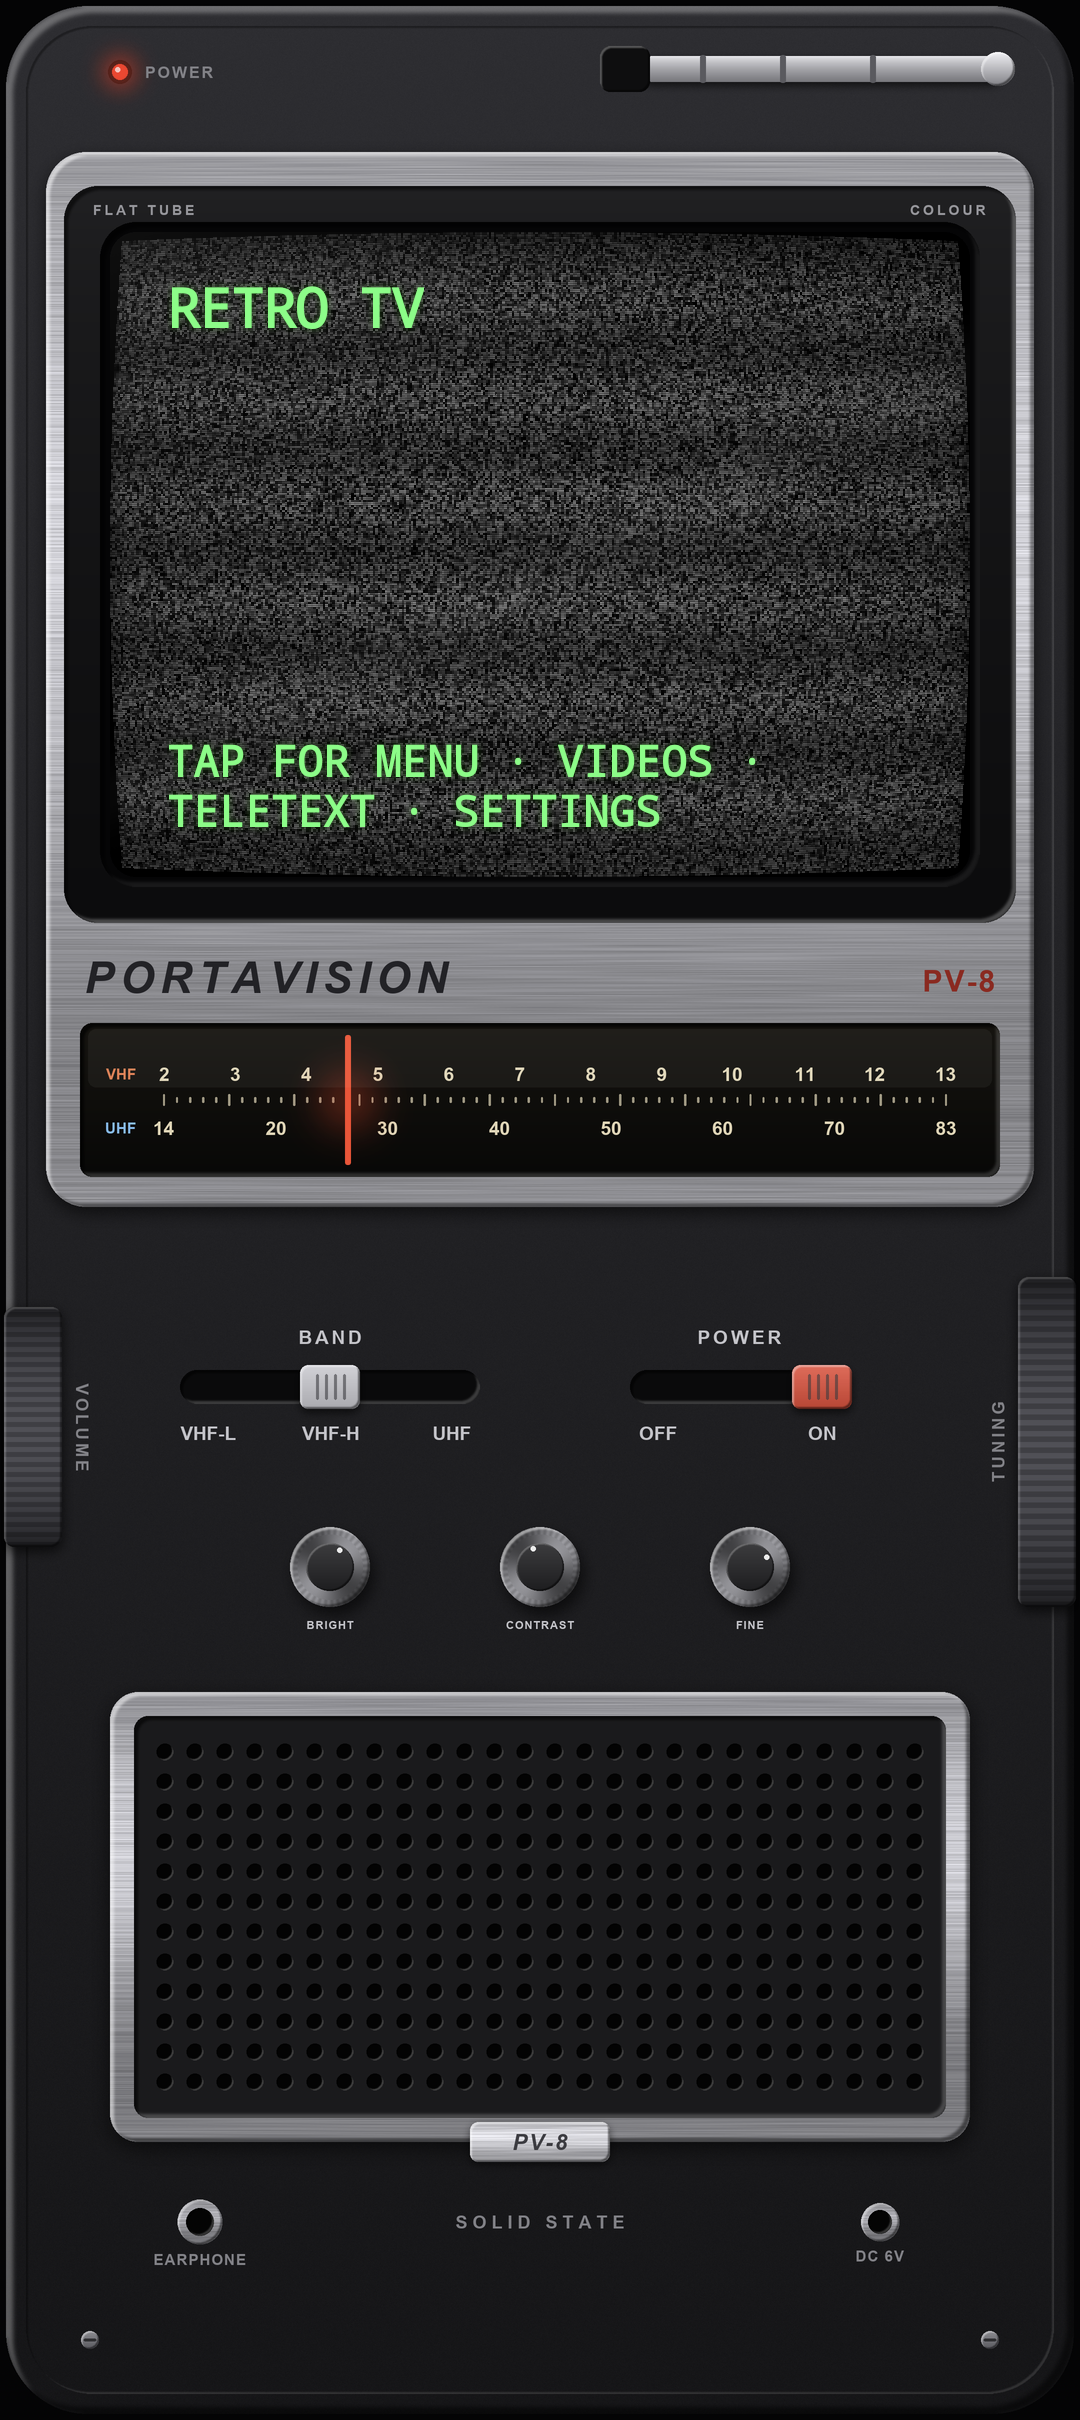 POWER
FLAT TUBE
COLOUR
RETRO TV
TAP FOR MENU · VIDEOS ·
TELETEXT · SETTINGS
PORTAVISION
PV-8
VHF 2 3 4 5 6 7 8 9 10 11 12 13
UHF 14 20 30 40 50 60 70 83
BAND
POWER
VHF-L VHF-H UHF
OFF ON
VOLUME
TUNING
BRIGHT
CONTRAST
FINE
PV-8
EARPHONE
SOLID STATE
DC 6V